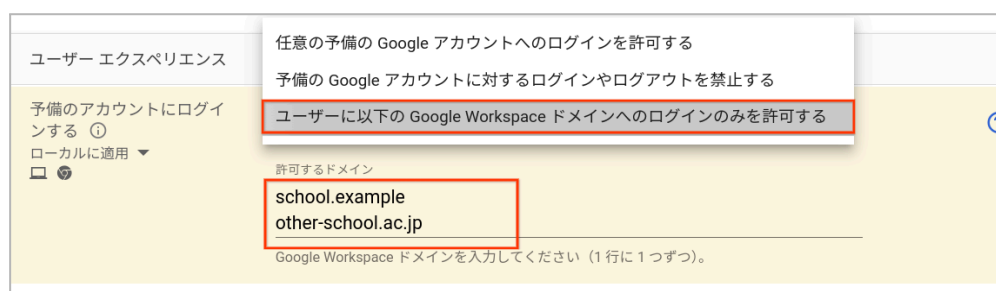 任意の予備の Google アカウントへのログインを許可する
ユーザー エクスペリエンス
予備の Google アカウントに対するログインやログアウトを禁止する
予備のアカウントにログイ
ンする
ユーザーに以下の Google Workspace ドメインへのログインのみを許可する
ローカルに適用
許可するドメイン
school.example
other-school.ac.jp
Google Workspace ドメインを入力してください（1 行に 1 つずつ）。